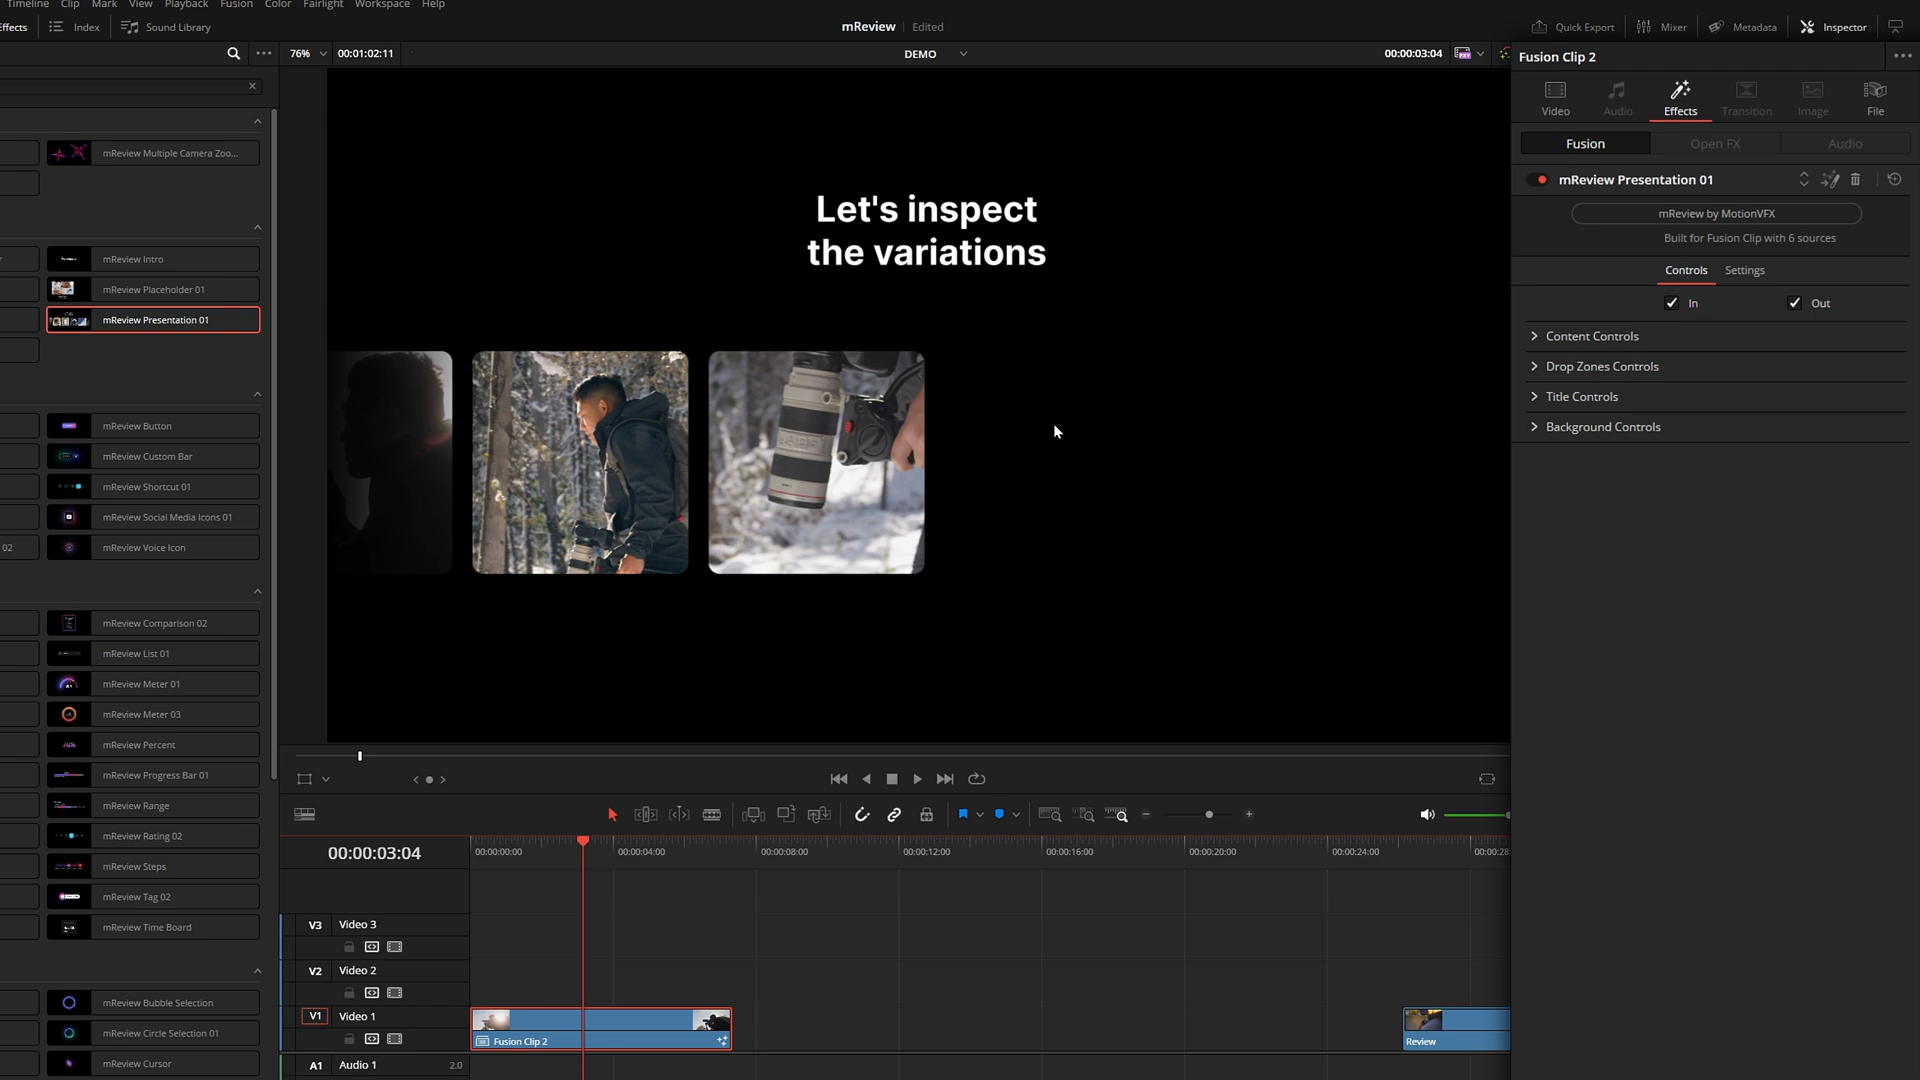 Timeline Clip Mark View Playback Fusion Color Fairlight Workspace Help
Effects Index Sound Library
mReview Edited
Quick Export Mixer Metadata Inspector
76% 00:01:02:11
DEMO
00:00:03:04
Fusion Clip 2
Video Audio Effects Transition Image File
Fusion Open FX Audio
mReview Presentation 01
mReview by MotionVFX
Built for Fusion Clip with 6 sources
Controls Settings
In Out
Content Controls
Drop Zones Controls
Title Controls
Background Controls
mReview Multiple Camera Zoo...
mReview Intro
mReview Placeholder 01
mReview Presentation 01
mReview Button
mReview Custom Bar
mReview Shortcut 01
mReview Social Media Icons 01
02 mReview Voice Icon
mReview Comparison 02
mReview List 01
mReview Meter 01
mReview Meter 03
mReview Percent
mReview Progress Bar 01
mReview Range
mReview Rating 02
mReview Steps
mReview Tag 02
mReview Time Board
mReview Bubble Selection
mReview Circle Selection 01
mReview Cursor
Let's inspect
the variations
00:00:03:04
00:00:00:00 00:00:04:00 00:00:08:00 00:00:12:00 00:00:16:00 00:00:20:00 00:00:24:00 00:00:28:
V3 Video 3
V2 Video 2
V1 Video 1
Fusion Clip 2
Review
A1 Audio 1 2.0